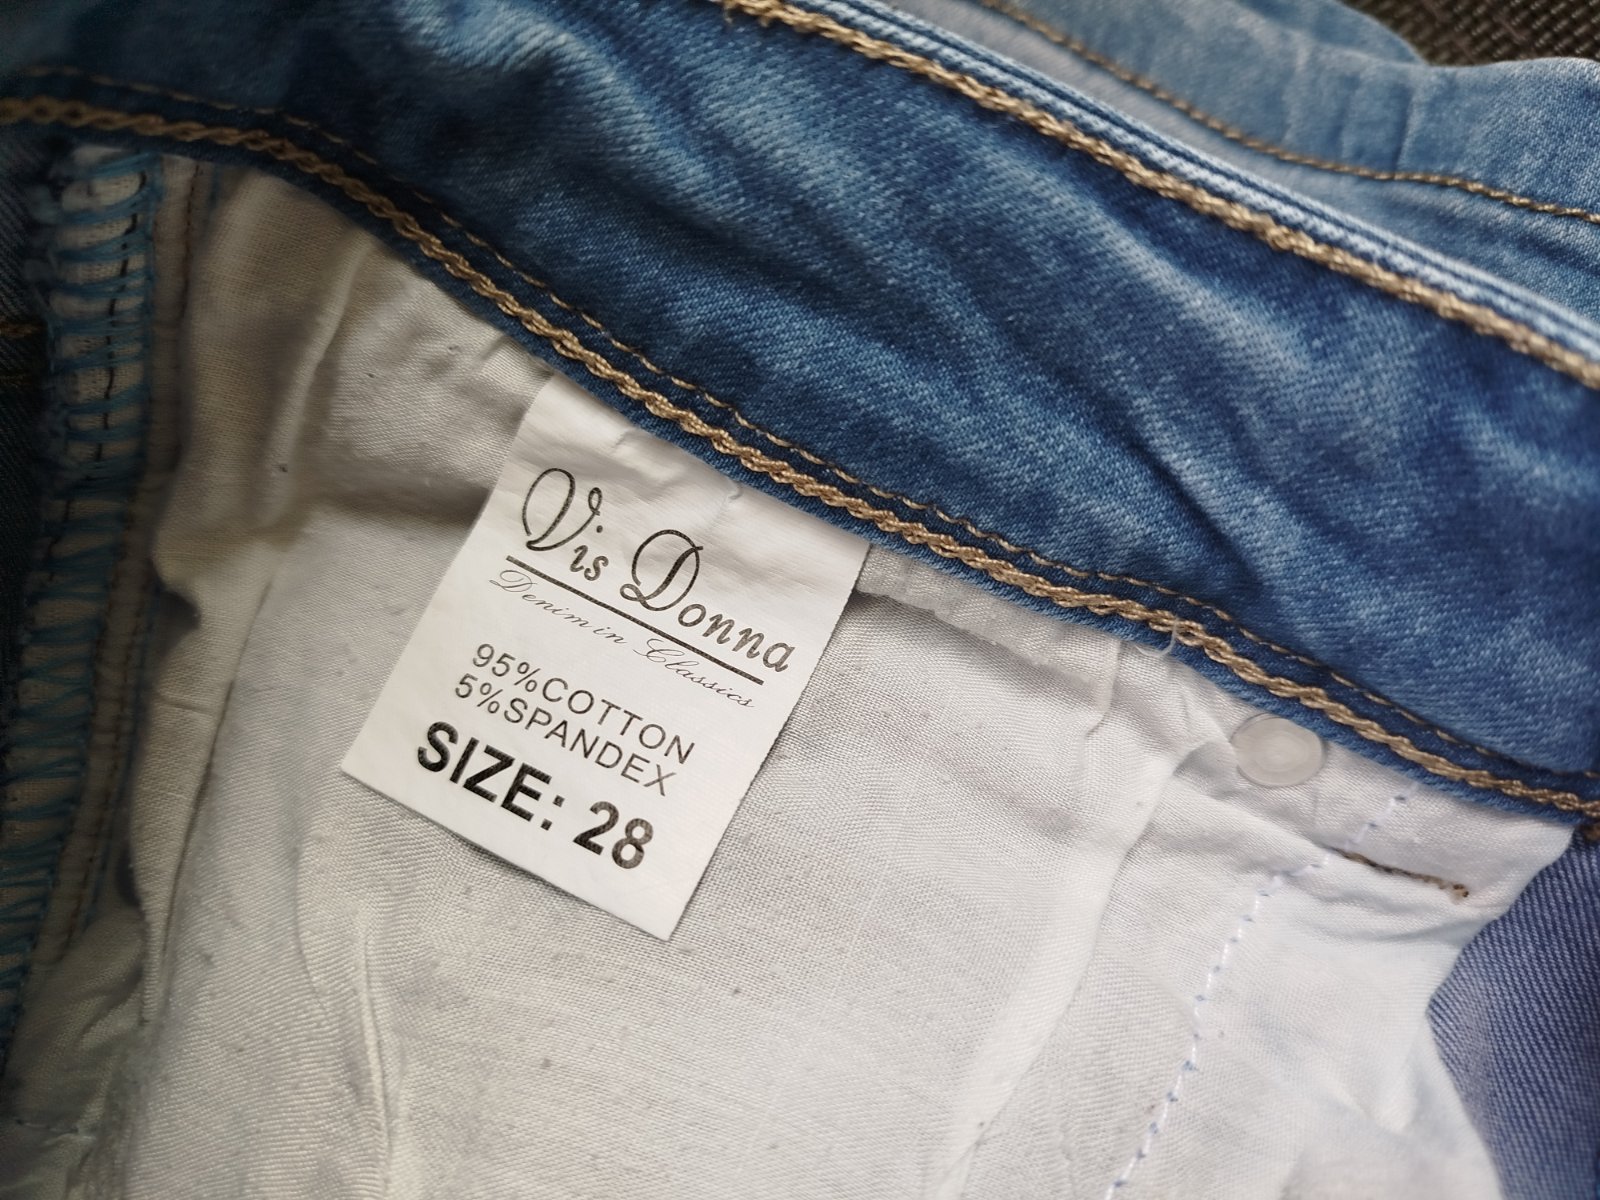 Vis Donna
Denim in Classics
95%COTTON
5%SPANDEX
SIZE: 28